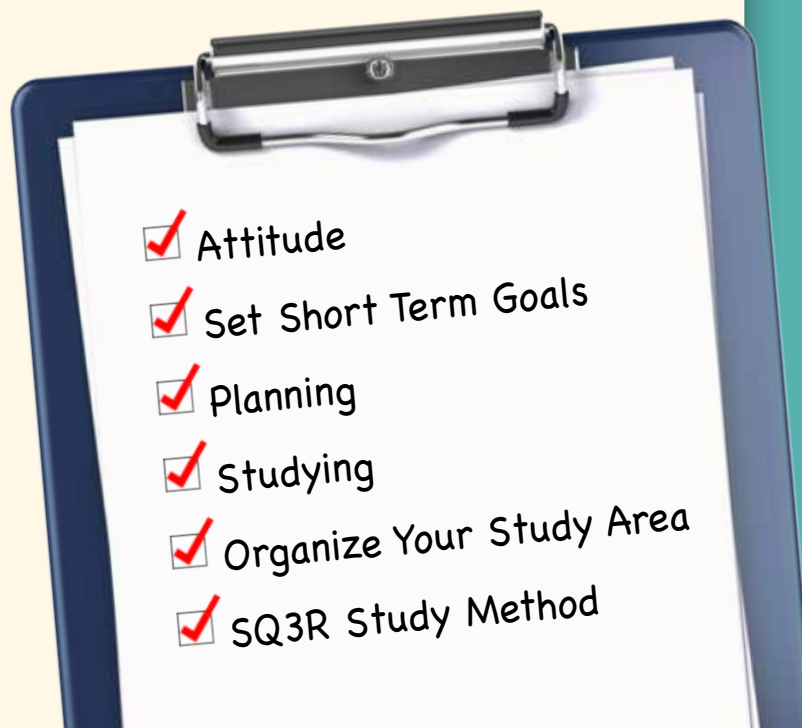 Attitude
Set Short Term Goals
Planning
Studying
Organize Your Study Area
SQ3R Study Method